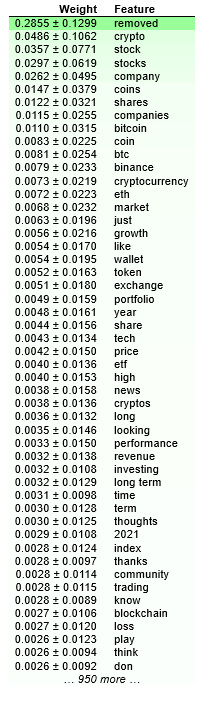 Weight Feature
0.2855 ± 0.1299 removed
0.0486 ± 0.1062 crypto
0.0357 ± 0.0771 stock
0.0297 ± 0.0619 stocks
0.0262 ± 0.0495 company
0.0147 ± 0.0379 coins
0.0122 ± 0.0321 shares
0.0115 ± 0.0255 companies
0.0110 ± 0.0315 bitcoin
0.0083 ± 0.0225 coin
0.0081 ± 0.0254 btc
0.0079 ± 0.0233 binance
0.0073 ± 0.0219 cryptocurrency
0.0072 ± 0.0223 eth
0.0068 ± 0.0232 market
0.0063 ± 0.0196 just
0.0056 ± 0.0216 growth
0.0054 ± 0.0170 like
0.0054 ± 0.0195 wallet
0.0052 ± 0.0163 token
0.0051 ± 0.0180 exchange
0.0049 ± 0.0159 portfolio
0.0048 ± 0.0161 year
0.0044 ± 0.0156 share
0.0043 ± 0.0134 tech
0.0042 ± 0.0150 price
0.0040 ± 0.0136 etf
0.0040 ± 0.0153 high
0.0038 ± 0.0158 news
0.0038 ± 0.0136 cryptos
0.0036 ± 0.0132 long
0.0035 ± 0.0146 looking
0.0033 ± 0.0150 performance
0.0032 ± 0.0138 revenue
0.0032 ± 0.0108 investing
0.0032 ± 0.0129 long term
0.0031 ± 0.0098 time
0.0030 ± 0.0128 term
0.0030 ± 0.0125 thoughts
0.0029 ± 0.0108 2021
0.0028 ± 0.0124 index
0.0028 ± 0.0097 thanks
0.0028 ± 0.0114 community
0.0028 ± 0.0115 trading
0.0028 ± 0.0089 know
0.0027 ± 0.0106 blockchain
0.0027 ± 0.0120 loss
0.0026 ± 0.0123 play
0.0026 ± 0.0094 think
0.0026 ± 0.0092 don
… 950 more …